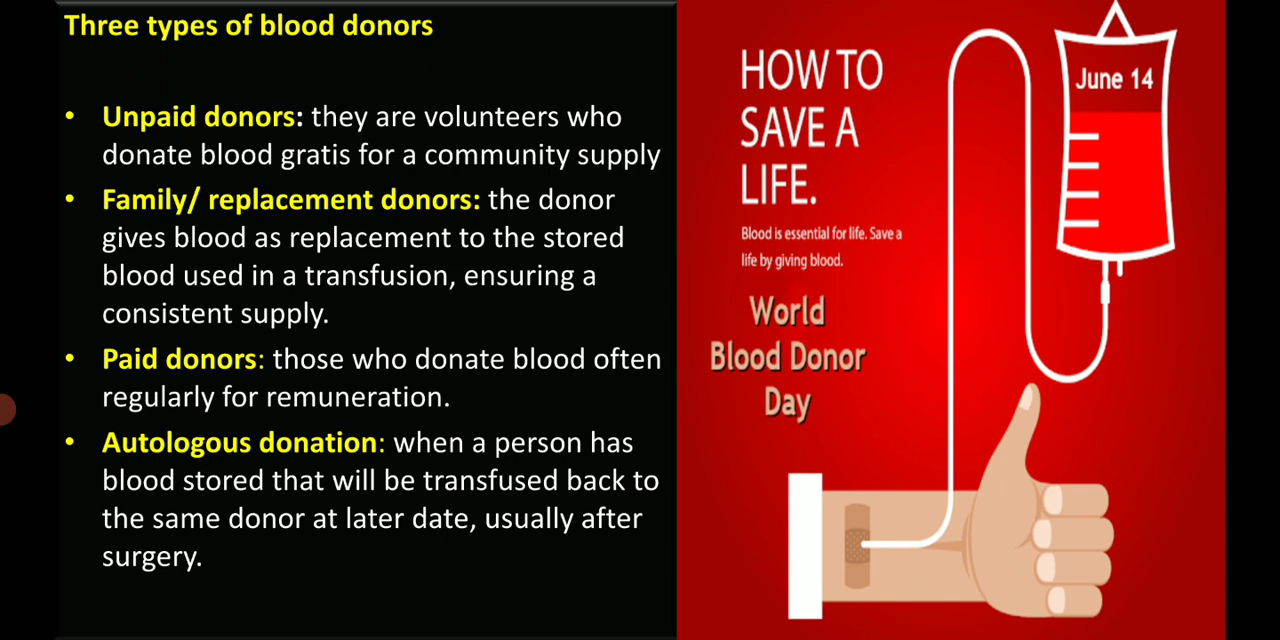 Three types of blood donors
• Unpaid donors: they are volunteers who
donate blood gratis for a community supply
• Family/ replacement donors: the donor
gives blood as replacement to the stored
blood used in a transfusion, ensuring a
consistent supply.
• Paid donors: those who donate blood often
regularly for remuneration.
• Autologous donation: when a person has
blood stored that will be transfused back to
the same donor at later date, usually after
surgery.
HOW TO
SAVE A
LIFE.
Blood is essential for life. Save a
life by giving blood.
World
Blood Donor
Day
June 14